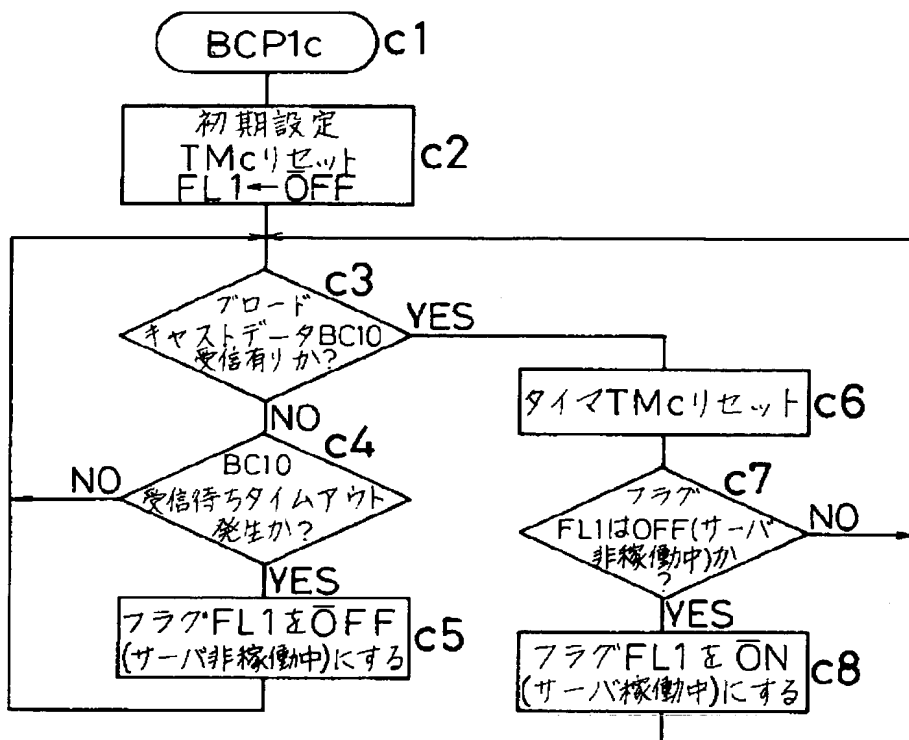 BCP1c
c1
初期設定
TMcリセット
FL1←OFF
c2
c3
ブロード
キャストデータBC10
受信有りか?
YES
NO
c4
BC10
受信待ちタイムアウト
発生か?
NO
YES
フラグFL1をOFF
(サーバ非稼働中)にする
c5
タイマTMcリセット
c6
c7
フラグ
FL1はOFF(サーバ
非稼働中)か
?
NO
YES
フラグFL1をON
(サーバ稼働中)にする
c8